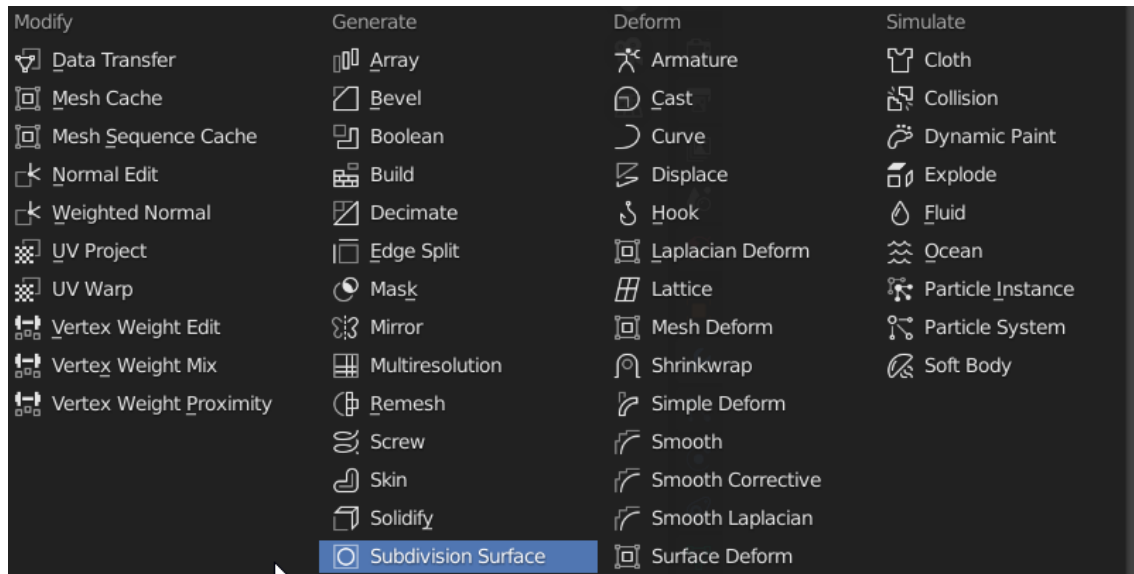 Modify
Data Transfer
Mesh Cache
Mesh Sequence Cache
Normal Edit
Weighted Normal
UV Project
UV Warp
Vertex Weight Edit
Vertex Weight Mix
Vertex Weight Proximity
Generate
Array
Bevel
Boolean
Build
Decimate
Edge Split
Mask
Mirror
Multiresolution
Remesh
Screw
Skin
Solidify
Subdivision Surface
Deform
Armature
Cast
Curve
Displace
Hook
Laplacian Deform
Lattice
Mesh Deform
Shrinkwrap
Simple Deform
Smooth
Smooth Corrective
Smooth Laplacian
Surface Deform
Simulate
Cloth
Collision
Dynamic Paint
Explode
Fluid
Ocean
Particle Instance
Particle System
Soft Body